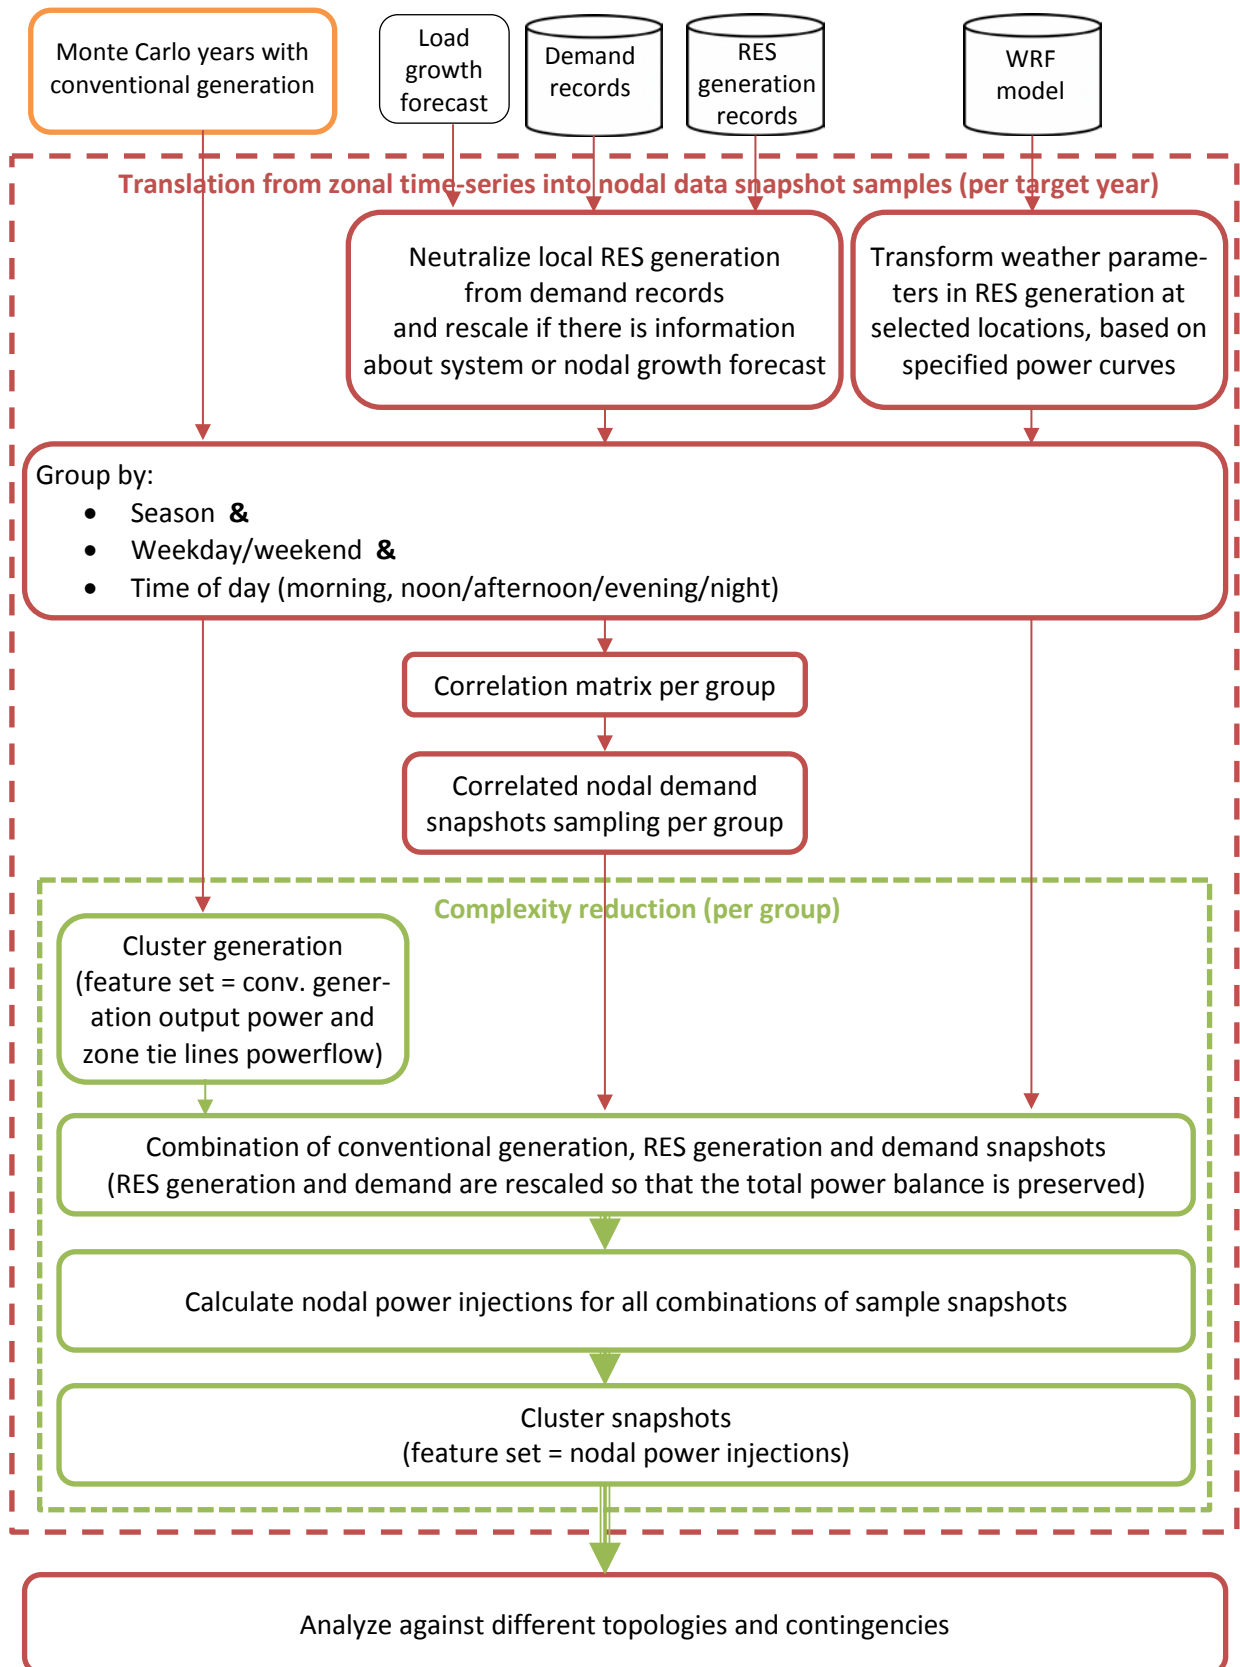 Monte Carlo years with
conventional generation
Load
growth
forecast
Demand
records
RES
generation
records
WRF
model
Translation from zonal time-series into nodal data snapshot samples (per target year)
Neutralize local RES generation
from demand records
and rescale if there is information
about system or nodal growth forecast
Transform weather parame-
ters in RES generation at
selected locations, based on
specified power curves
Group by:
• Season &
• Weekday/weekend &
• Time of day (morning, noon/afternoon/evening/night)
Correlation matrix per group
Correlated nodal demand
snapshots sampling per group
Complexity reduction (per group)
Cluster generation
(feature set = conv. gener-
ation output power and
zone tie lines powerflow)
Combination of conventional generation, RES generation and demand snapshots
(RES generation and demand are rescaled so that the total power balance is preserved)
Calculate nodal power injections for all combinations of sample snapshots
Cluster snapshots
(feature set = nodal power injections)
Analyze against different topologies and contingencies